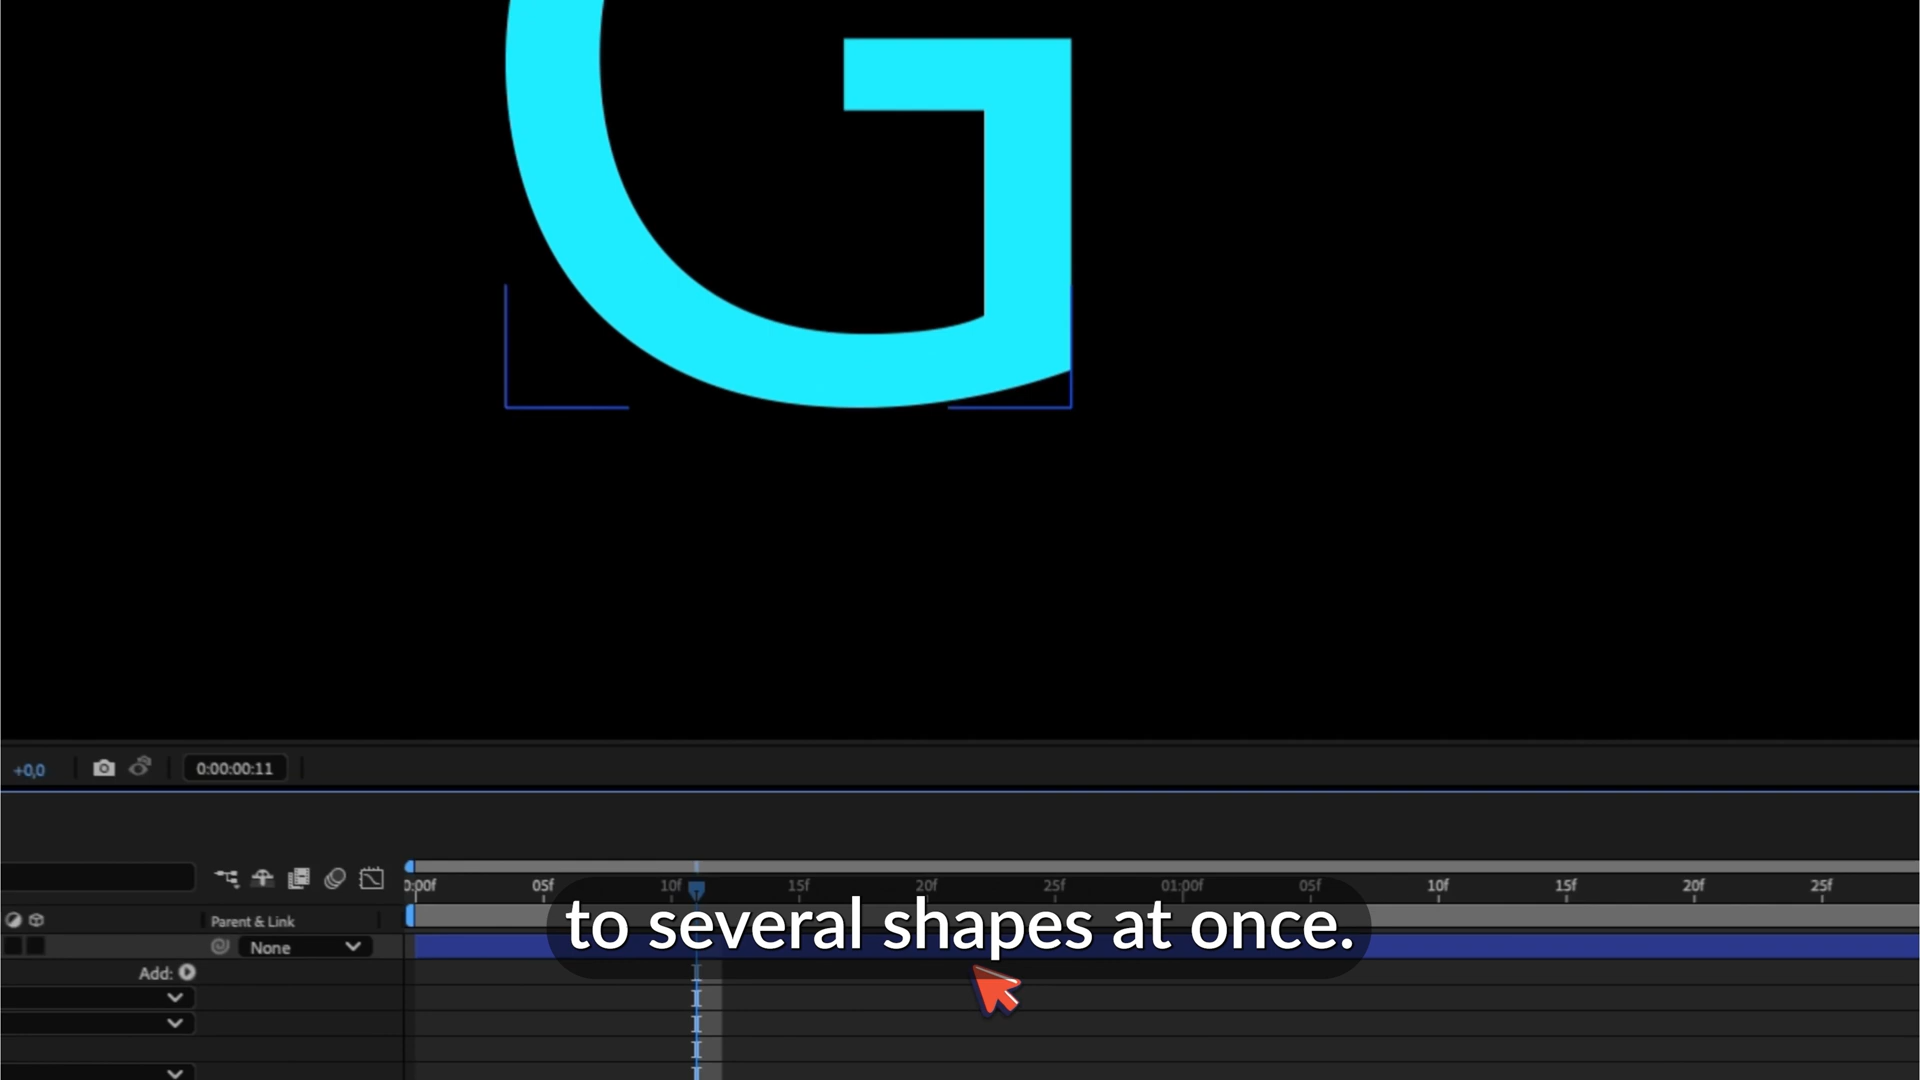 G
+0,0
0:00:00:11
0:00f 05f 10f 15f 20f 25f 01:00f 05f 10f 15f 20f 25f
Parent & Link
None
to several shapes at once.
Add: